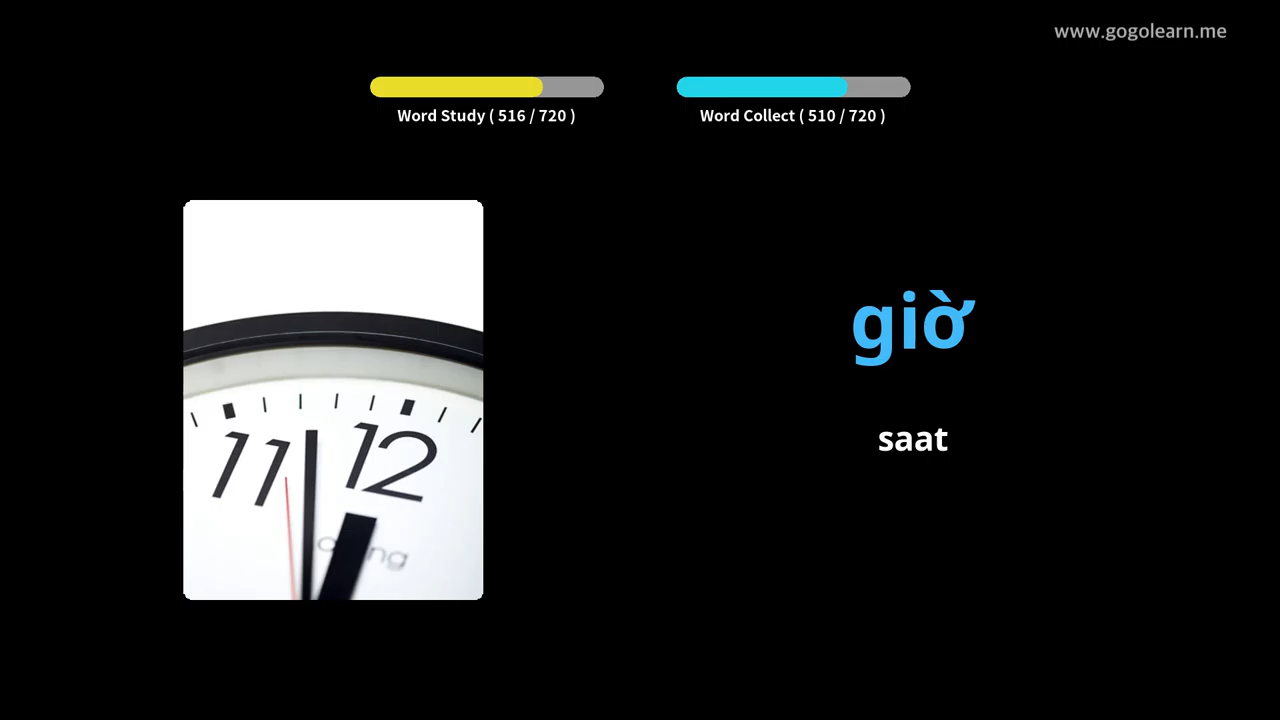 www.gogolearn.me
Word Study ( 516 / 720 )
Word Collect ( 510 / 720 )
11
12
giờ
saat